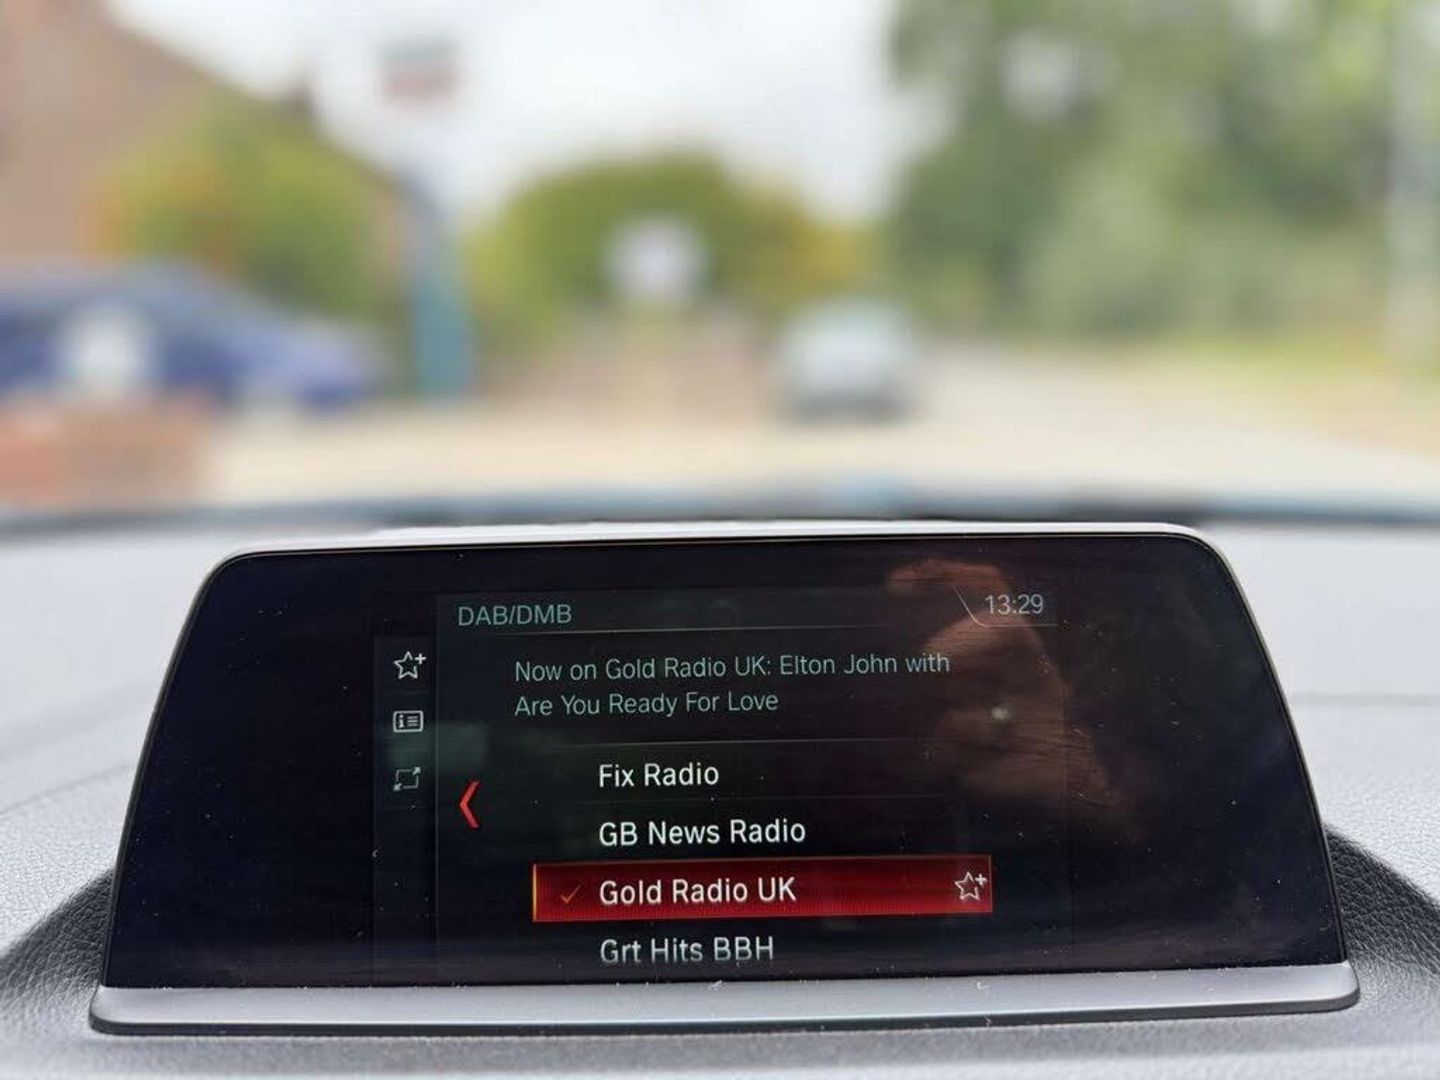 DAB/DMB
13:29
Now on Gold Radio UK: Elton John with
Are You Ready For Love
Fix Radio
GB News Radio
Gold Radio UK
Grt Hits BBH